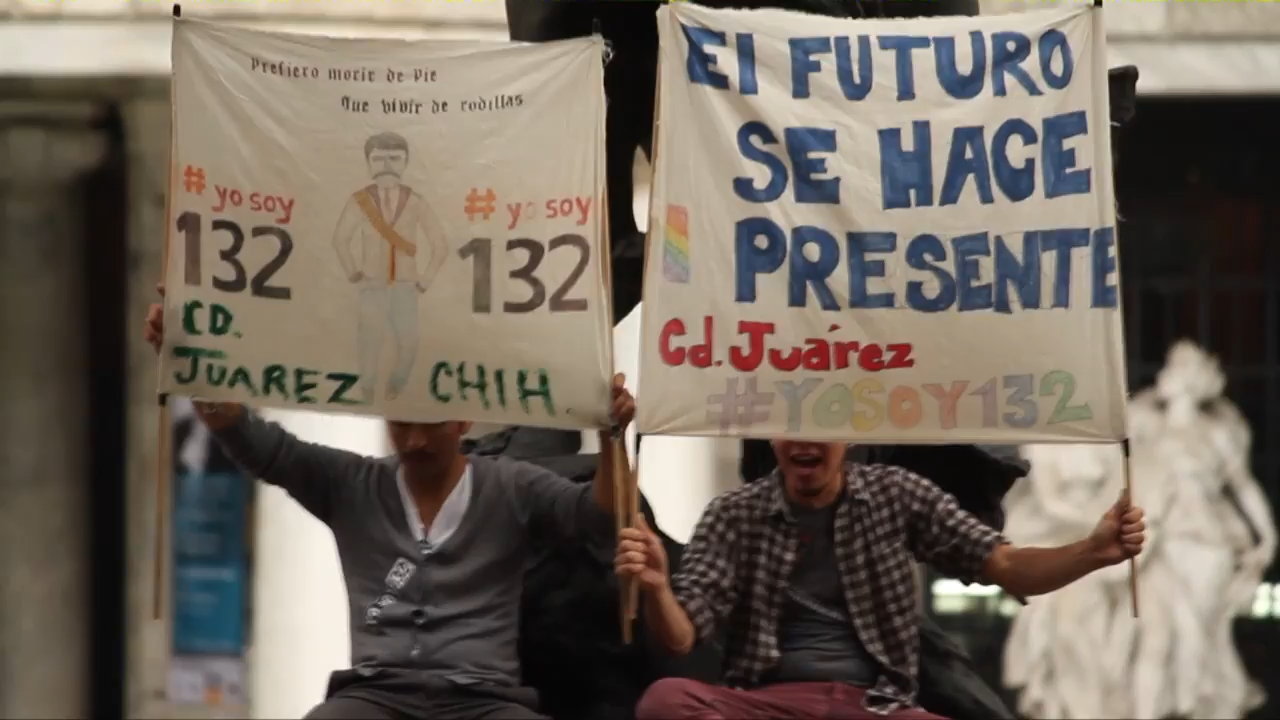 Prefiero morir de Pie
Que vivir de rodillas
# yo soy
132
# yo soy
132
CD.
JUAREZ CHIH.
El FUTURO
SE HACE
PRESENTE
Cd. Juárez
#YOSOY132